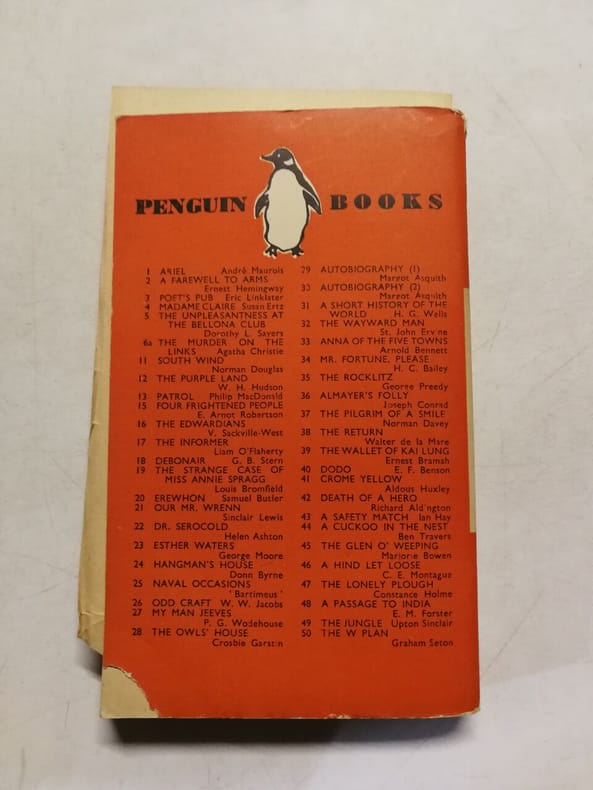 PENGUIN BOOKS
1 ARIEL André Maurois
2 A FAREWELL TO ARMS
Ernest Hemingway
3 POET'S PUB Eric Linklater
4 MADAME CLAIRE Susan Ertz
5 THE UNPLEASANTNESS AT
THE BELLONA CLUB
Dorothy L. Sayers
6a THE MURDER ON THE
LINKS Agatha Christie
11 SOUTH WIND
Norman Douglas
12 THE PURPLE LAND
W. H. Hudson
13 PATROL Philip MacDonald
15 FOUR FRIGHTENED PEOPLE
E. Arnot Robertson
16 THE EDWARDIANS
V. Sackville-West
17 THE INFORMER
Liam O'Flaherty
18 DEBONAIR G. B. Stern
19 THE STRANGE CASE OF
MISS ANNIE SPRAGG
Louis Bromfield
20 EREWHON Samuel Butler
21 OUR MR. WRENN
Sinclair Lewis
22 DR. SEROCOLD
Helen Ashton
23 ESTHER WATERS
George Moore
24 HANGMAN'S HOUSE
Donn Byrne
25 NAVAL OCCASIONS
'Bartimeus'
26 ODD CRAFT W. W. Jacobs
27 MY MAN JEEVES
P. G. Wodehouse
28 THE OWLS' HOUSE
Crosbie Garstin
29 AUTOBIOGRAPHY (1)
Margot Asquith
30 AUTOBIOGRAPHY (2)
Margot Asquith
31 A SHORT HISTORY OF THE
WORLD H. G. Wells
32 THE WAYWARD MAN
St. John Ervine
33 ANNA OF THE FIVE TOWNS
Arnold Bennett
34 MR. FORTUNE, PLEASE
H. C. Bailey
35 THE ROCKLITZ
George Preedy
36 ALMAYER'S FOLLY
Joseph Conrad
37 THE PILGRIM OF A SMILE
Norman Davey
38 THE RETURN
Walter de la Mare
39 THE WALLET OF KAI LUNG
Ernest Bramah
40 DODO E. F. Benson
41 CROME YELLOW
Aldous Huxley
42 DEATH OF A HERO
Richard Aldington
43 A SAFETY MATCH Ian Hay
44 A CUCKOO IN THE NEST
Ben Travers
45 THE GLEN O' WEEPING
Marjorie Bowen
46 A HIND LET LOOSE
C. E. Montague
47 THE LONELY PLOUGH
Constance Holme
48 A PASSAGE TO INDIA
E. M. Forster
49 THE JUNGLE Upton Sinclair
50 THE W PLAN
Graham Seton